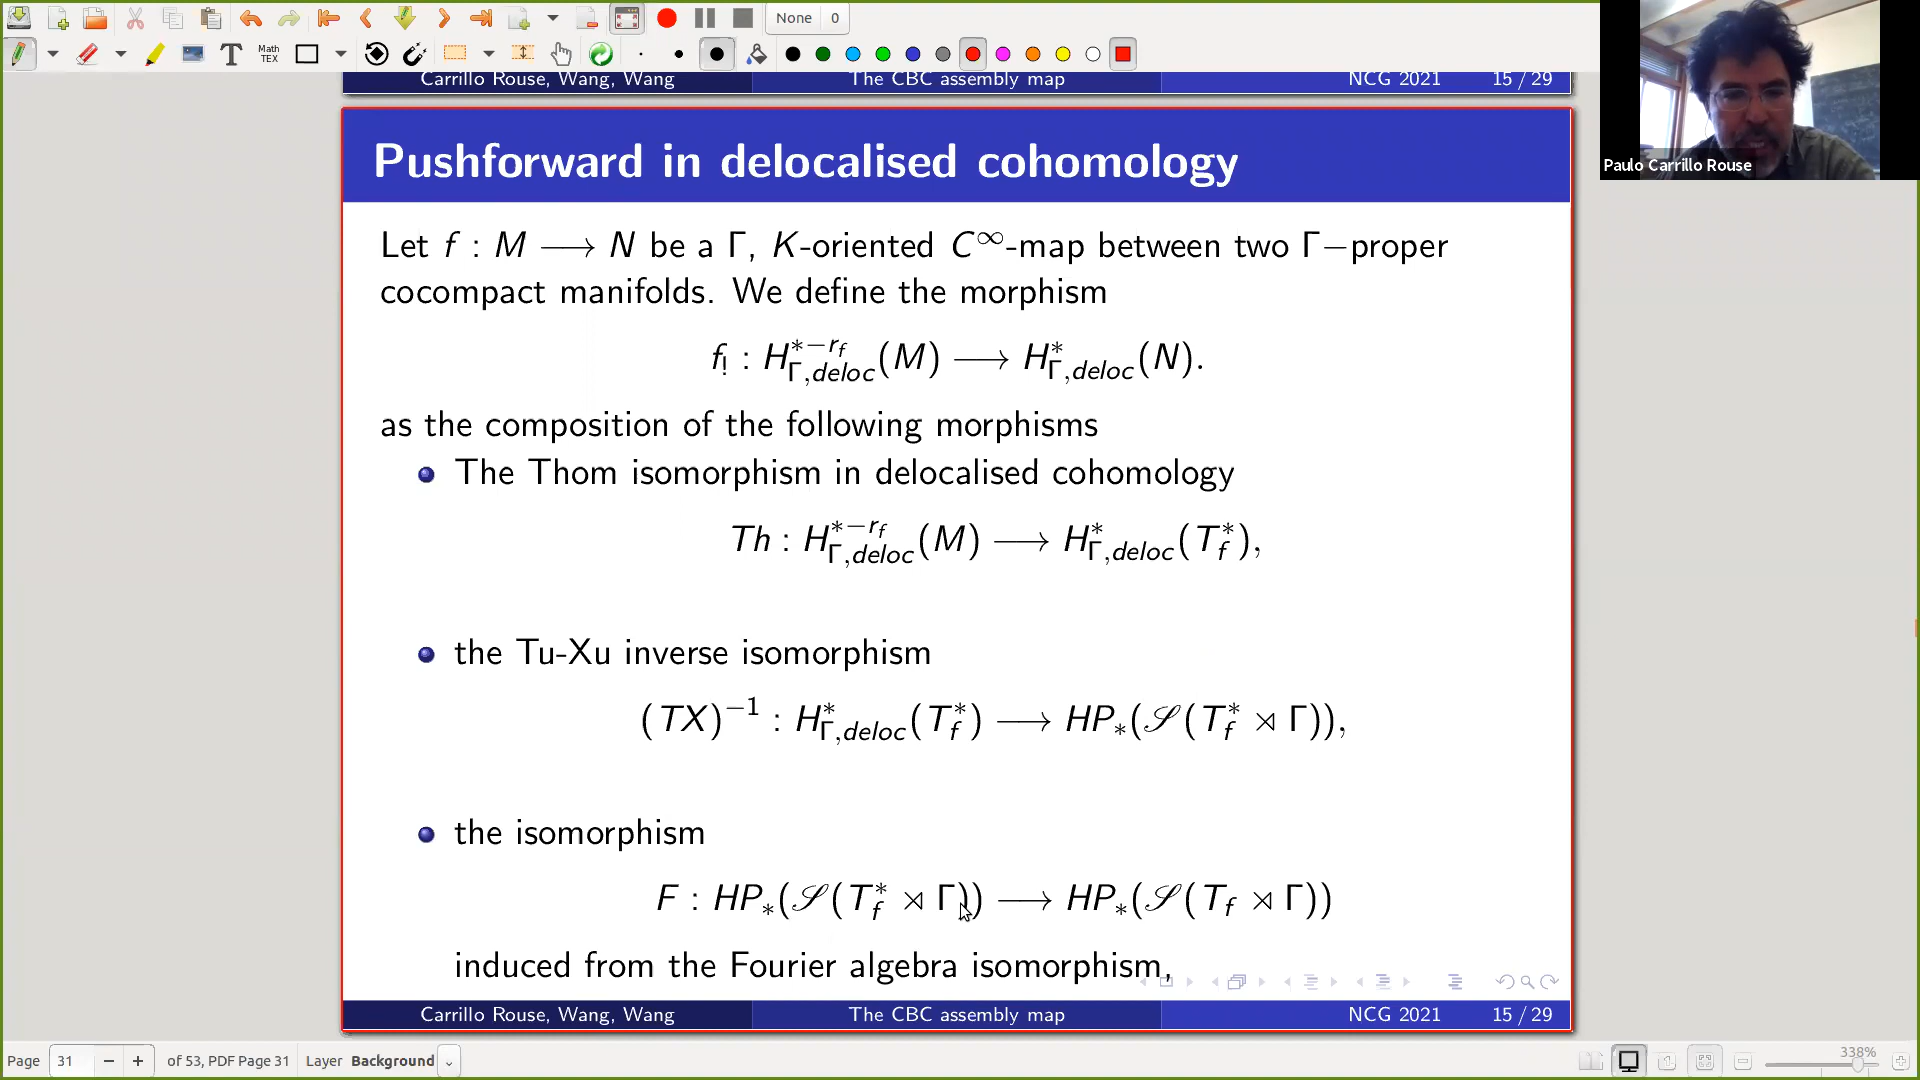 None 0
MathTEX
Carrillo Rouse, Wang, Wang The CBC assembly map NCG 2021 15 / 29
Paulo Carrillo Rouse
Pushforward in delocalised cohomology
Let f : M ⟶ N be a Γ, K-oriented C^∞-map between two Γ−proper
cocompact manifolds. We define the morphism
f_! : H^{*−r_f}_{Γ,deloc}(M) ⟶ H^*_{Γ,deloc}(N).
as the composition of the following morphisms
The Thom isomorphism in delocalised cohomology
Th : H^{*−r_f}_{Γ,deloc}(M) ⟶ H^*_{Γ,deloc}(T^*_f),
the Tu-Xu inverse isomorphism
(TX)^{−1} : H^*_{Γ,deloc}(T^*_f) ⟶ HP_*(𝒮(T^*_f ⋊ Γ)),
the isomorphism
F : HP_*(𝒮(T^*_f ⋊ Γ)) ⟶ HP_*(𝒮(T_f ⋊ Γ))
induced from the Fourier algebra isomorphism,
Carrillo Rouse, Wang, Wang The CBC assembly map NCG 2021 15 / 29
Page 31 − + of 53, PDF Page 31 Layer Background 338%